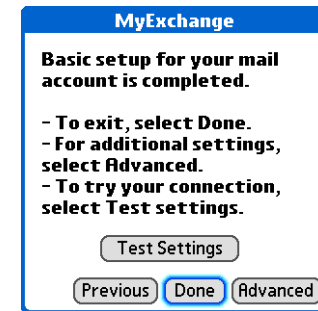 MyExchange
Basic setup for your mail
account is completed.
- To exit, select Done.
- For additional settings,
select Advanced.
- To try your connection,
select Test settings.
Test Settings
Previous Done Advanced